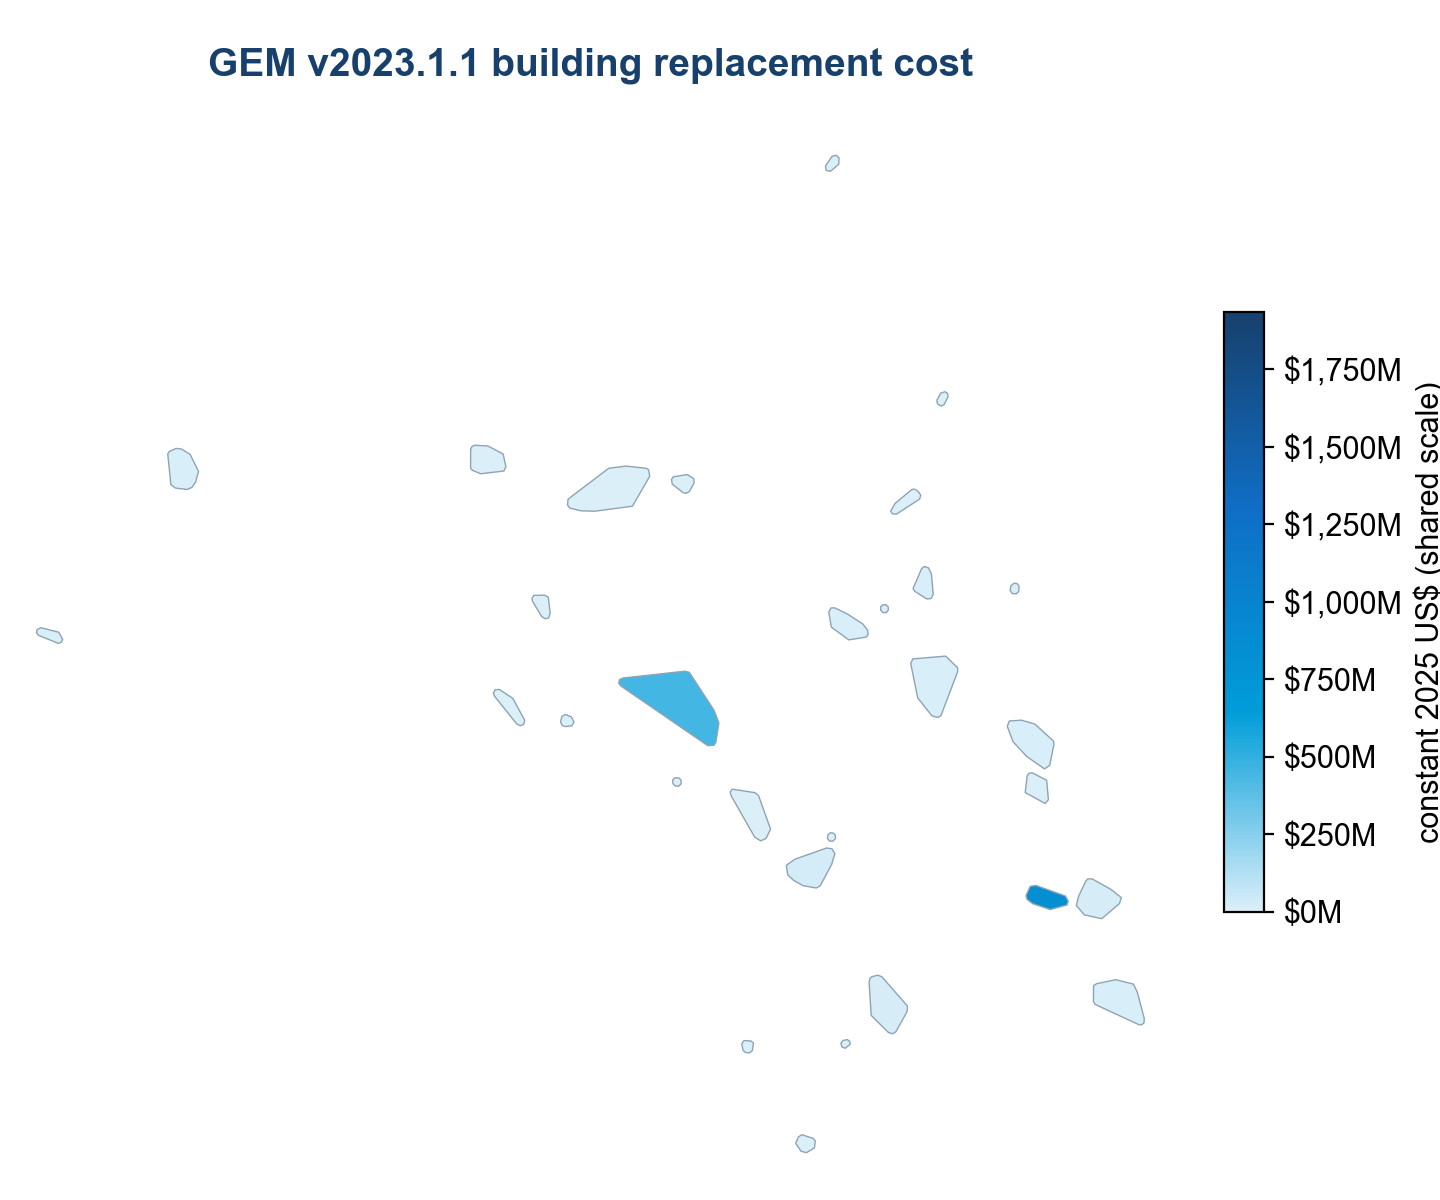 GEM v2023.1.1 building replacement cost
$1,750M
$1,500M
$1,250M
$1,000M
$750M
$500M
$250M
$0M
constant 2025 US$ (shared scale)